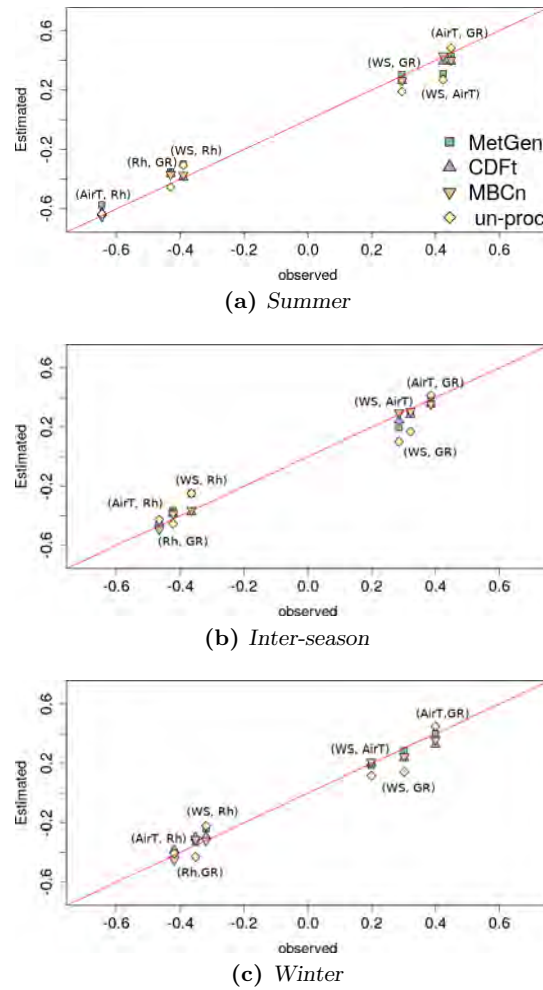 Estimated
-0.6 -0.2 0.2 0.6
(AirT, GR)
(WS, GR)
(WS, AirT)
(WS, Rh)
(Rh, GR)
(AirT, Rh)
MetGen
CDFt
MBCn
un-proc
-0.6 -0.4 -0.2 0.0 0.2 0.4 0.6
observed
(a) Summer
Estimated
-0.6 -0.2 0.2 0.6
(AirT, GR)
(WS, AirT)
(WS, GR)
(WS, Rh)
(AirT, Rh)
(Rh, GR)
-0.6 -0.4 -0.2 0.0 0.2 0.4 0.6
observed
(b) Inter-season
Estimated
-0.6 -0.2 0.2 0.6
(AirT,GR)
(WS, AirT)
(WS, GR)
(WS, Rh)
(AirT, Rh)
(Rh,GR)
-0.6 -0.4 -0.2 0.0 0.2 0.4 0.6
observed
(c) Winter